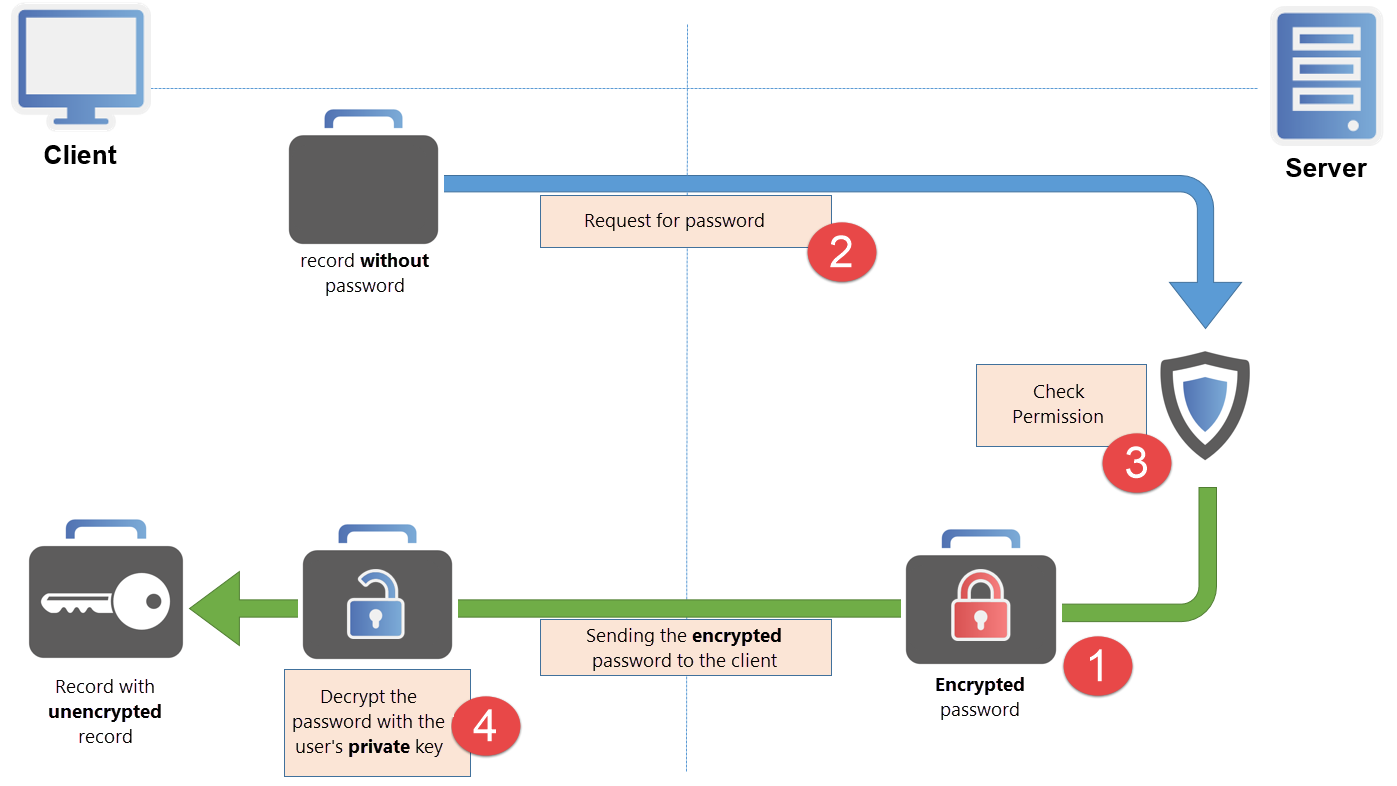 Client
Server
Request for password
2
record without
password
Check
Permission
3
Sending the encrypted
password to the client
1
Encrypted
password
Record with
unencrypted
record
Decrypt the
password with the
user's private key
4